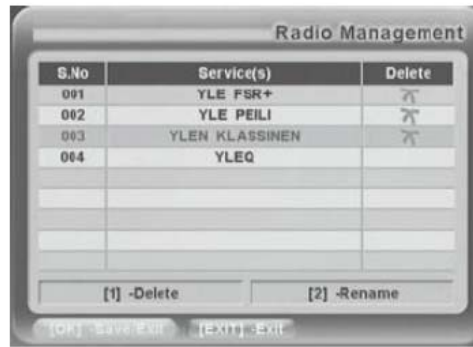 Radio Management
S.No Service(s) Delete
001 YLE FSR+
002 YLE PEILI
003 YLEN KLASSINEN
004 YLEQ
[1] -Delete [2] -Rename
[OK] -Save/Exit [EXIT] -Exit